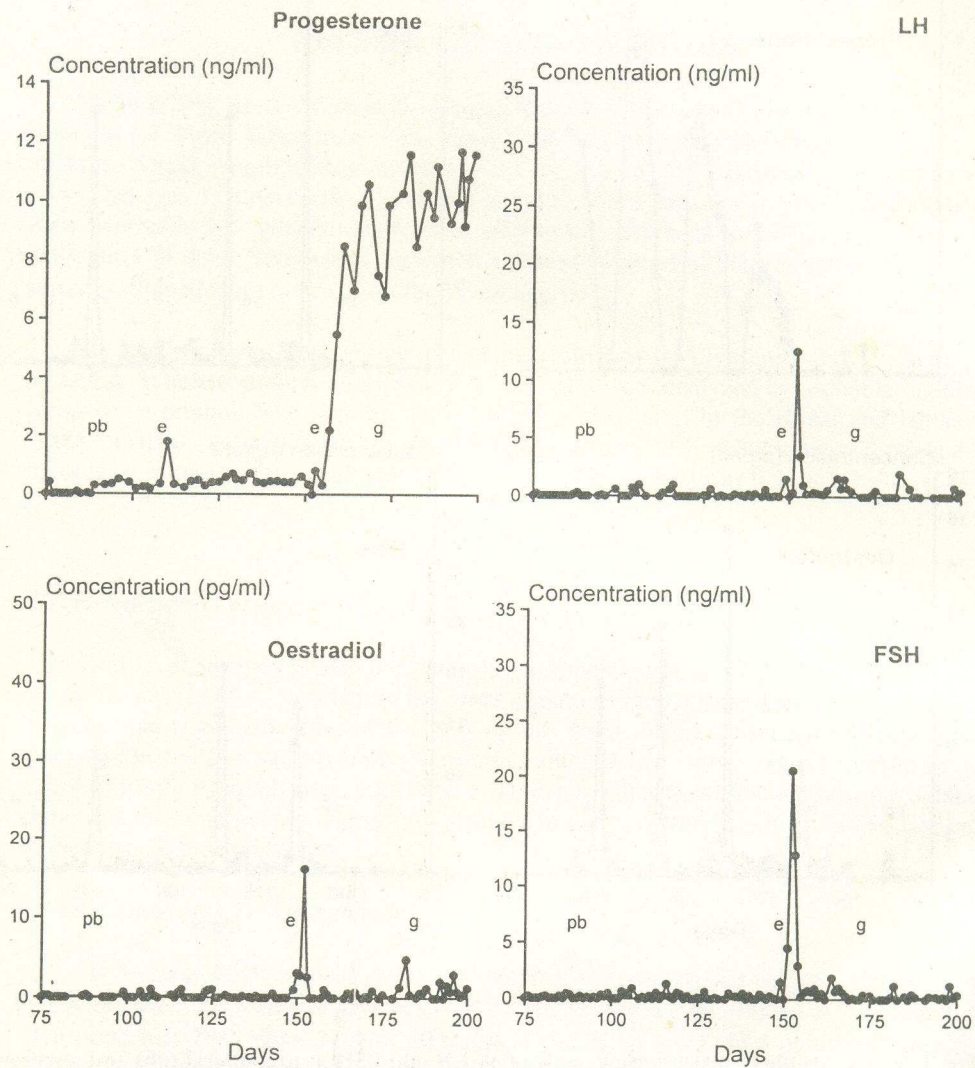 Progesterone
Concentration (ng/ml)
14
12
10
8
6
4
2
0
pb
e
e
g
LH
Concentration (ng/ml)
35
30
25
20
15
10
5
0
pb
e
g
Concentration (pg/ml)
50
40
30
20
10
0
Oestradiol
pb
e
g
75
100
125
150
175
200
Days
Concentration (ng/ml)
35
30
25
20
15
10
5
0
FSH
pb
e
g
75
100
125
150
175
200
Days